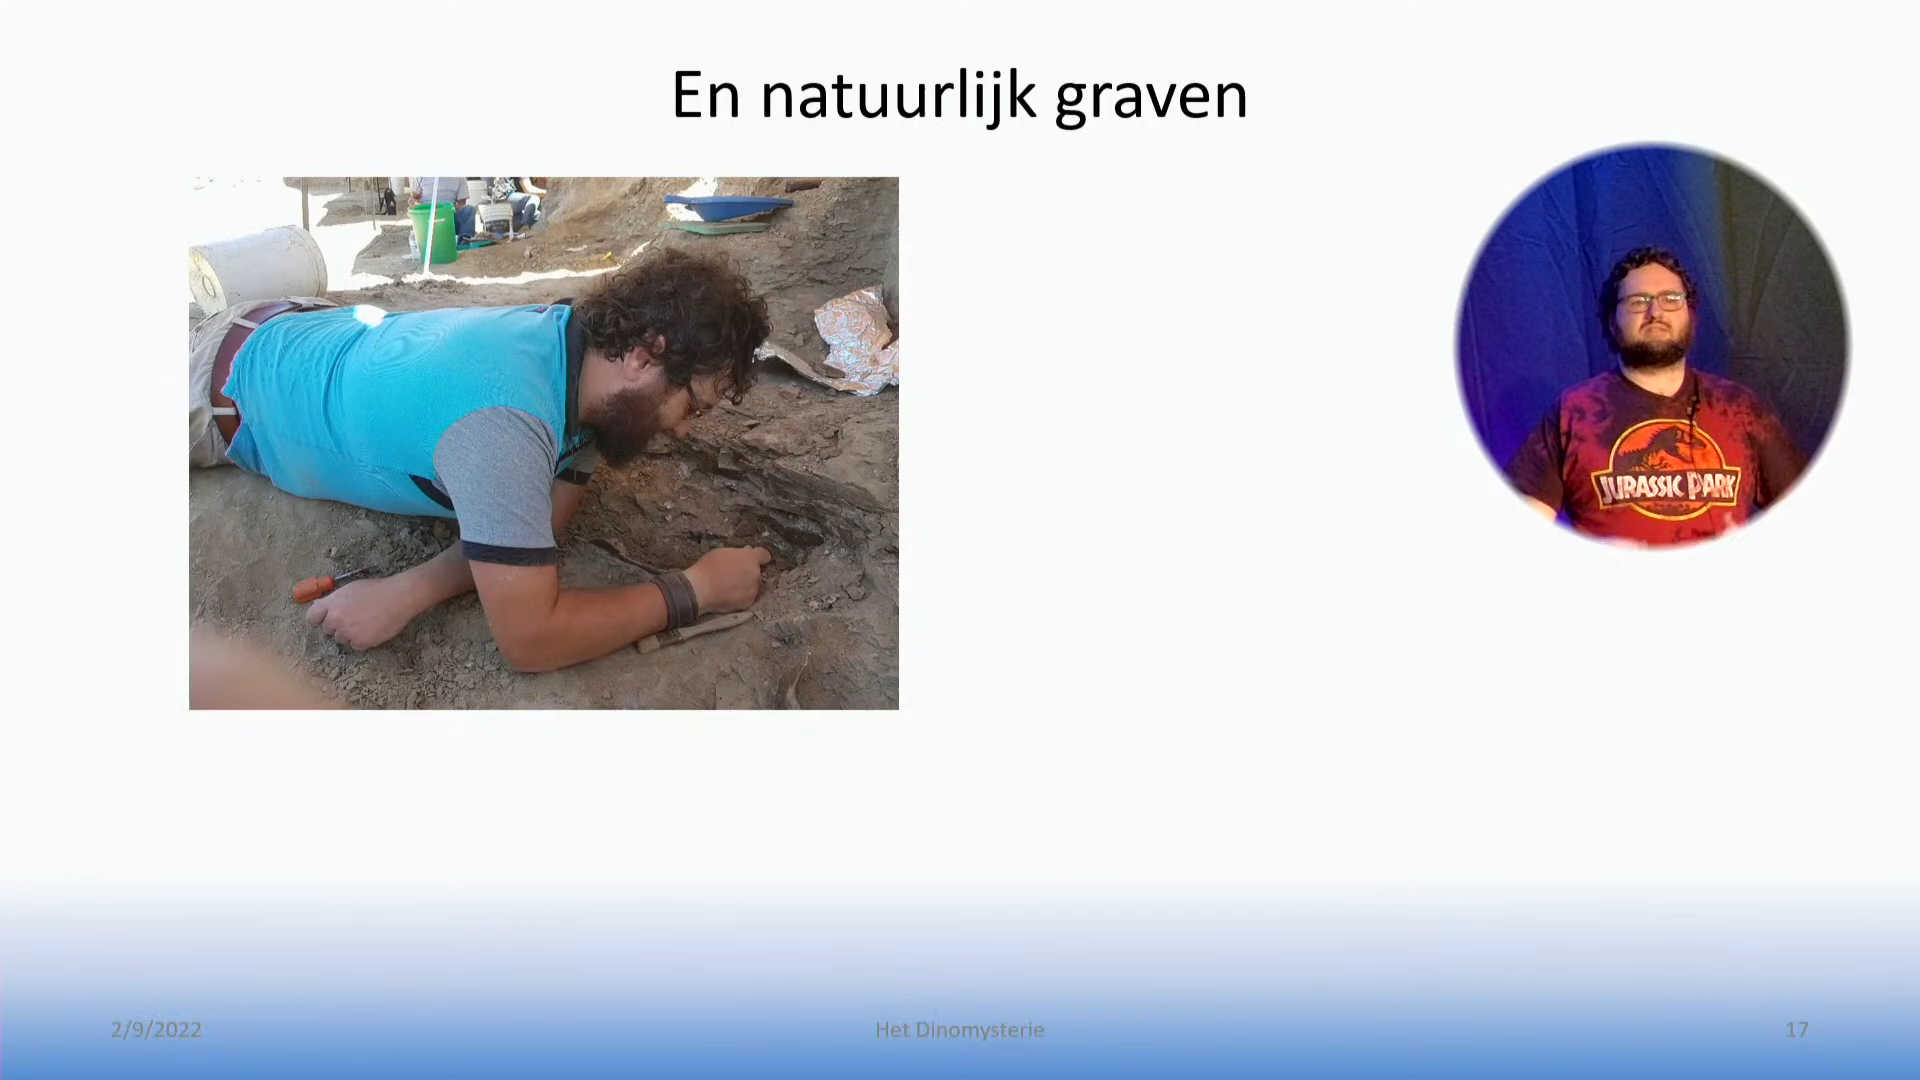 En natuurlijk graven
JURASSIC PARK
2/9/2022
Het Dinomysterie
17